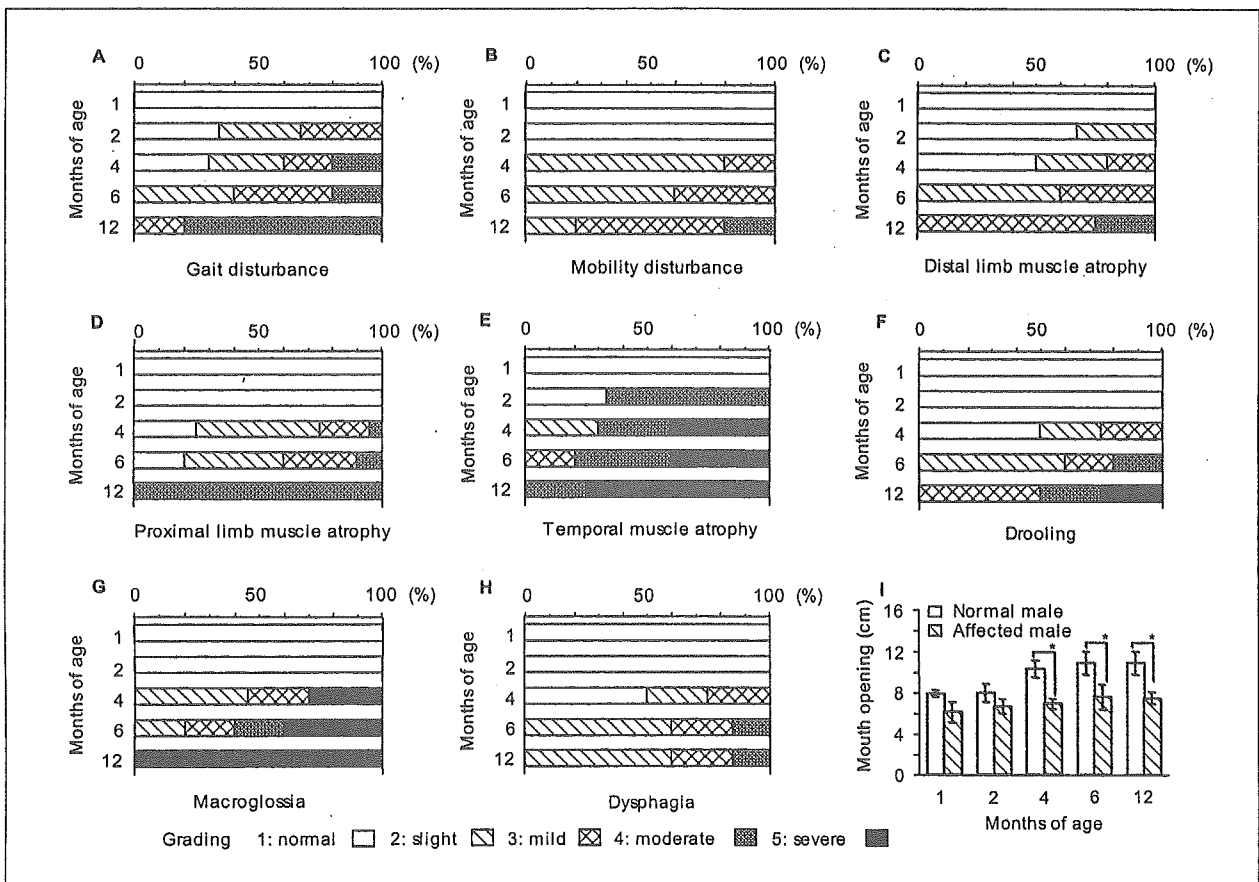 A 0 50 100 (%)
Months of age
1
2
4
6
12
Gait disturbance
B 0 50 100 (%)
Months of age
1
2
4
6
12
Mobility disturbance
C 0 50 100 (%)
Months of age
1
2
4
6
12
Distal limb muscle atrophy
D 0 50 100 (%)
Months of age
1
2
4
6
12
Proximal limb muscle atrophy
E 0 50 100 (%)
Months of age
1
2
4
6
12
Temporal muscle atrophy
F 0 50 100 (%)
Months of age
1
2
4
6
12
Drooling
G 0 50 100 (%)
Months of age
1
2
4
6
12
Macroglossia
H 0 50 100 (%)
Months of age
1
2
4
6
12
Dysphagia
I
Mouth opening (cm)
16
12
8
4
0
Normal male
Affected male
* * *
1 2 4 6 12
Months of age
Grading 1: normal 2: slight 3: mild 4: moderate 5: severe